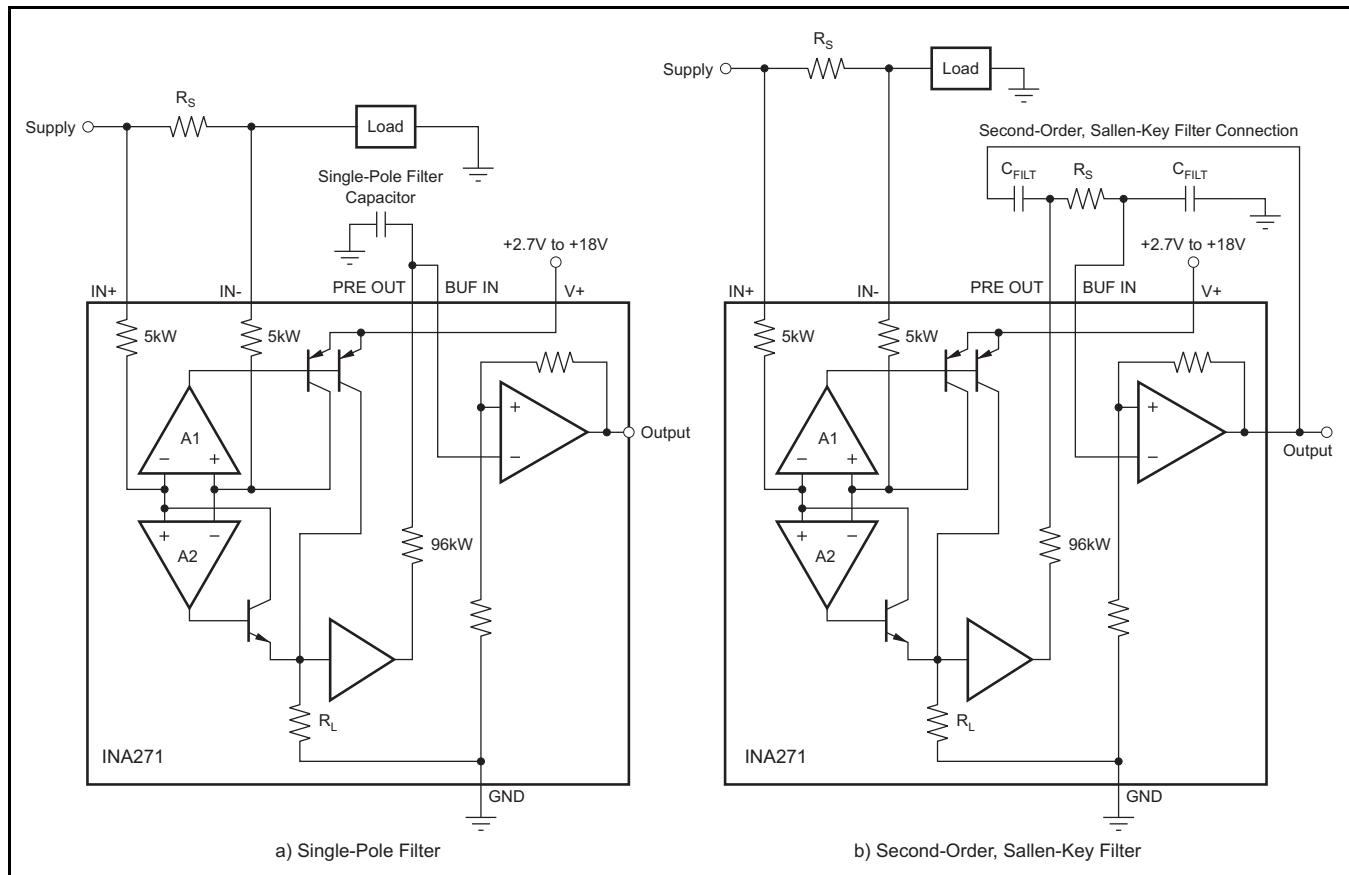 R_S
Supply
Load
Single-Pole Filter
Capacitor
+2.7V to +18V
IN+
IN-
PRE OUT
BUF IN
V+
5kW
5kW
A1
- +
+
-
Output
+ -
A2
96kW
R_L
INA271
GND
a) Single-Pole Filter
R_S
Supply
Load
Second-Order, Sallen-Key Filter Connection
C_FILT
R_S
C_FILT
+2.7V to +18V
IN+
IN-
PRE OUT
BUF IN
V+
5kW
5kW
A1
- +
+
-
Output
+ -
A2
96kW
R_L
INA271
GND
b) Second-Order, Sallen-Key Filter